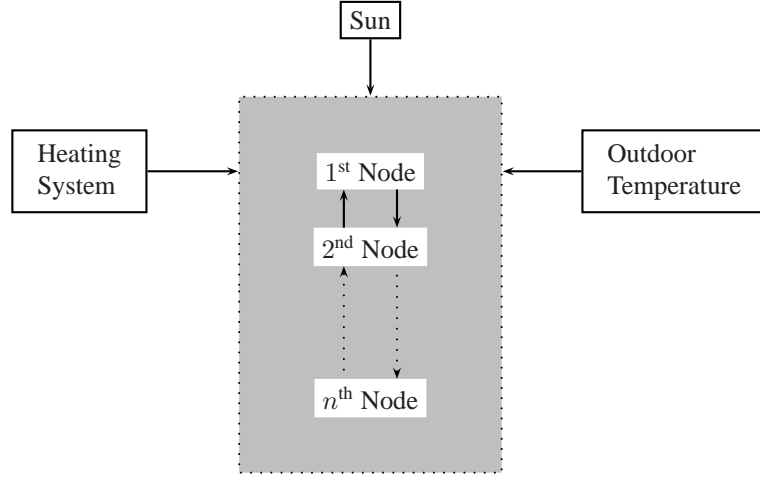 Sun
Heating
System
Outdoor
Temperature
1st Node
2nd Node
nth Node